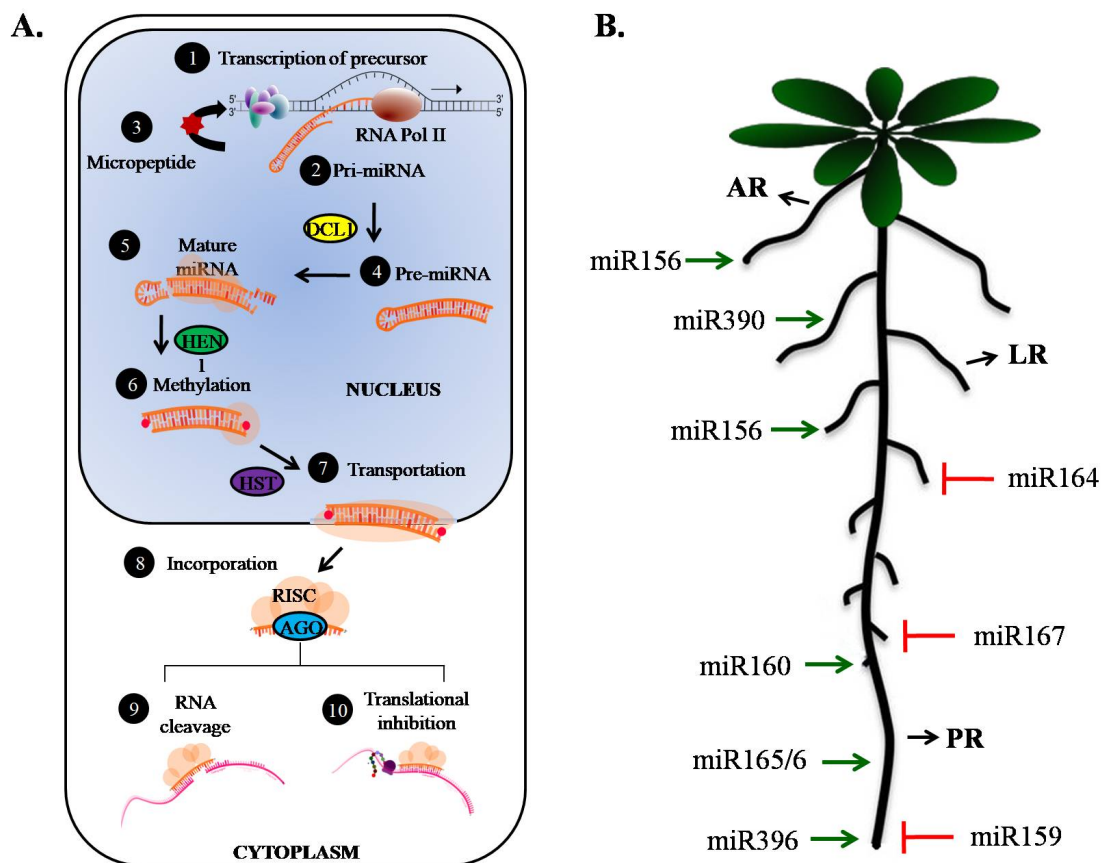 A.
1 Transcription of precursor
5' 3'
3' 5'
RNA Pol II
3
Micropeptide
2 Pri-miRNA
DCL1
5 Mature
miRNA
4 Pre-miRNA
HEN
1
6 Methylation
NUCLEUS
HST
7 Transportation
8 Incorporation
RISC
AGO
9 RNA
cleavage
10 Translational
inhibition
CYTOPLASM
B.
AR
miR156
miR390
LR
miR156
miR164
miR167
miR160
PR
miR165/6
miR396
miR159